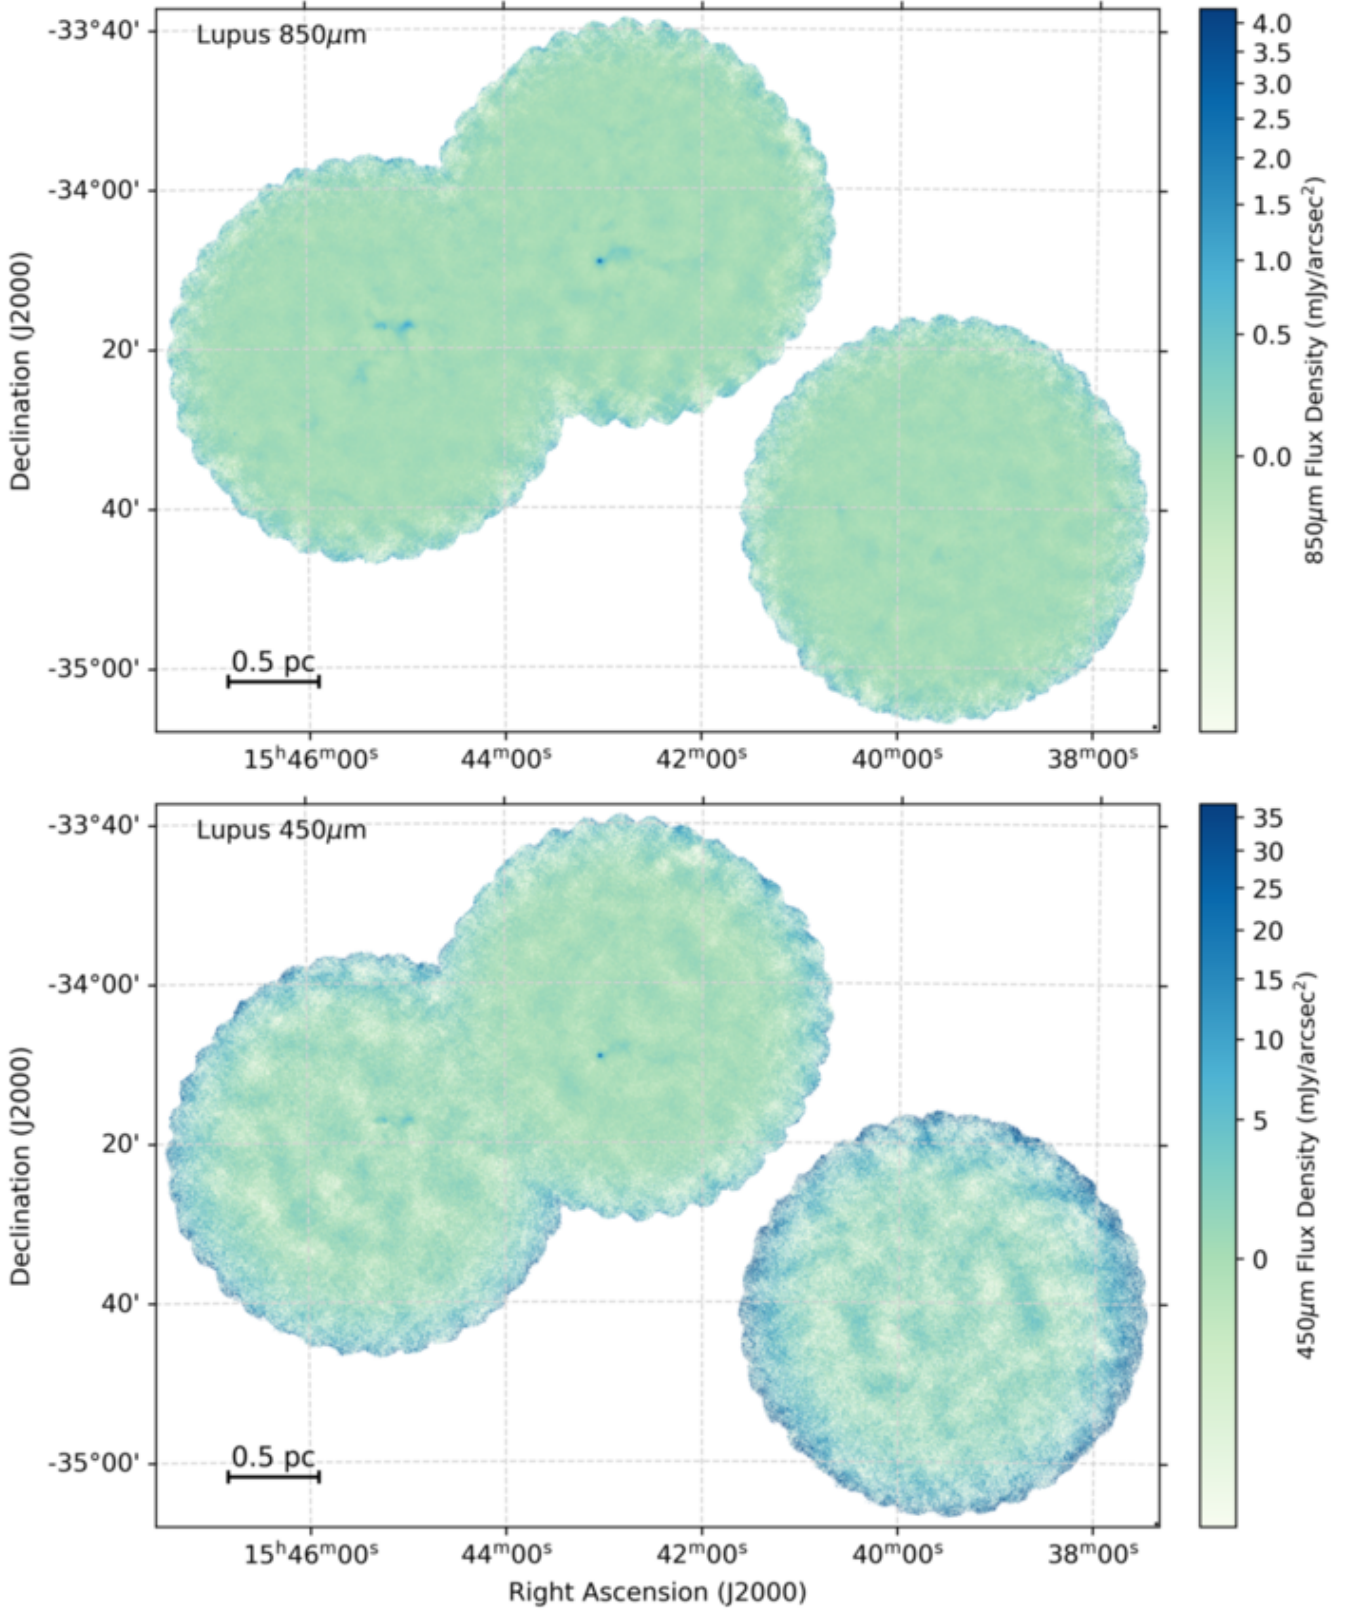 Lupus 850μm
-33°40'
-34°00'
20'
40'
-35°00'
Declination (J2000)
0.5 pc
15ʰ46ᵐ00ˢ 44ᵐ00ˢ 42ᵐ00ˢ 40ᵐ00ˢ 38ᵐ00ˢ
4.0
3.5
3.0
2.5
2.0
1.5
1.0
0.5
0.0
850μm Flux Density (mJy/arcsec²)
Lupus 450μm
-33°40'
-34°00'
20'
40'
-35°00'
Declination (J2000)
0.5 pc
15ʰ46ᵐ00ˢ 44ᵐ00ˢ 42ᵐ00ˢ 40ᵐ00ˢ 38ᵐ00ˢ
Right Ascension (J2000)
35
30
25
20
15
10
5
0
450μm Flux Density (mJy/arcsec²)